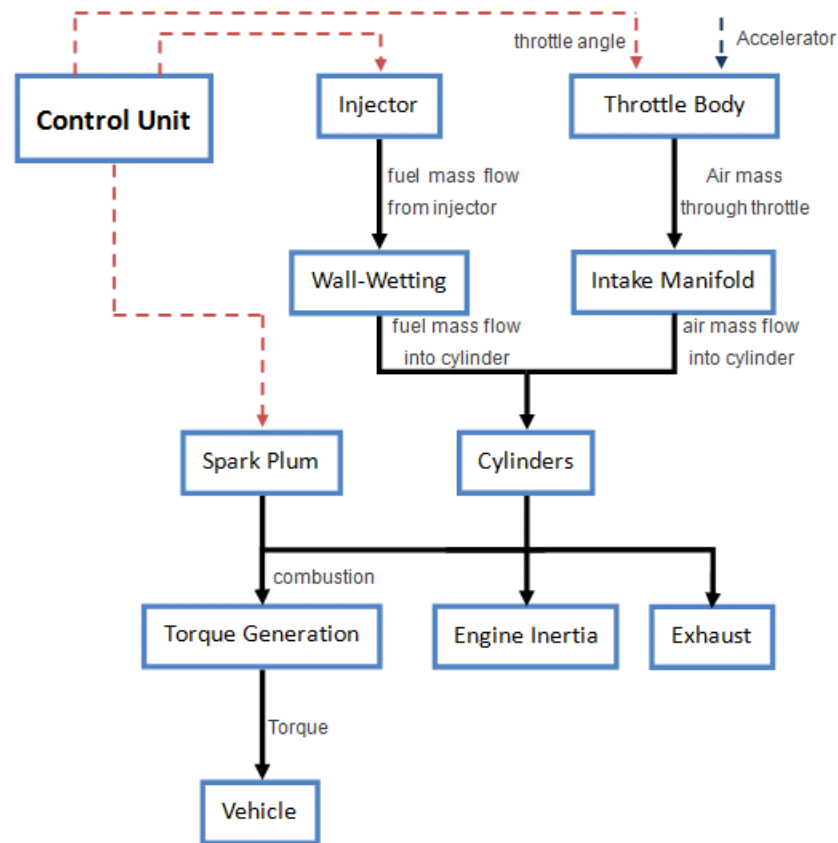 throttle angle
Accelerator
Control Unit
Injector
Throttle Body
fuel mass flow
from injector
Air mass
through throttle
Wall-Wetting
Intake Manifold
fuel mass flow
into cylinder
air mass flow
into cylinder
Spark Plum
Cylinders
combustion
Torque Generation
Engine Inertia
Exhaust
Torque
Vehicle